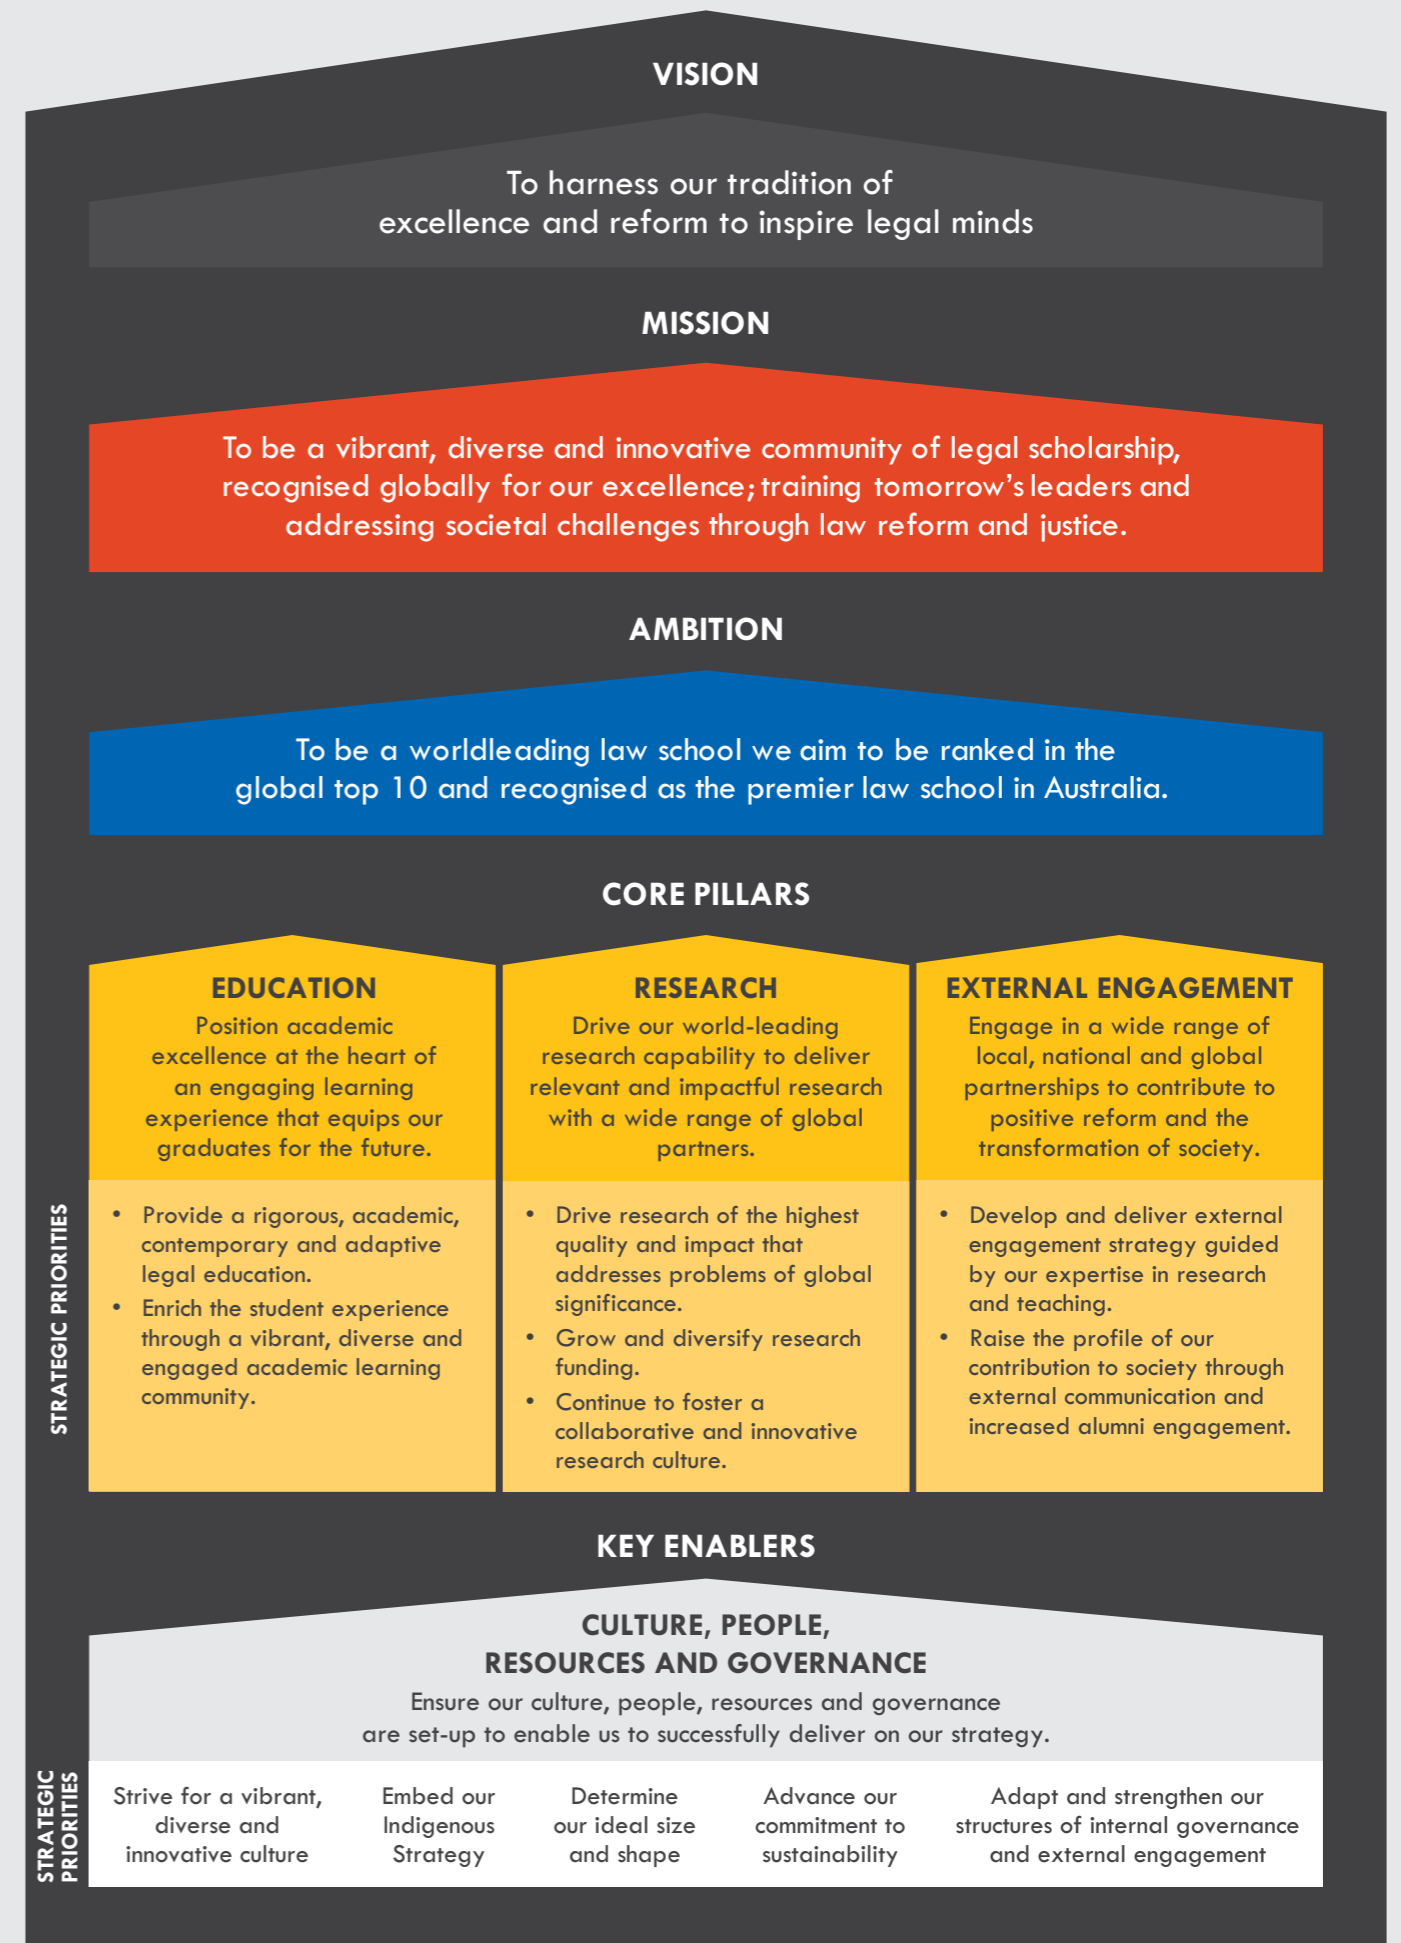 VISION
To harness our tradition of
excellence and reform to inspire legal minds
MISSION
To be a vibrant, diverse and innovative community of legal scholarship,
recognised globally for our excellence; training tomorrow's leaders and
addressing societal challenges through law reform and justice.
AMBITION
To be a worldleading law school we aim to be ranked in the
global top 10 and recognised as the premier law school in Australia.
CORE PILLARS
EDUCATION
Position academic
excellence at the heart of
an engaging learning
experience that equips our
graduates for the future.
RESEARCH
Drive our world-leading
research capability to deliver
relevant and impactful research
with a wide range of global
partners.
EXTERNAL ENGAGEMENT
Engage in a wide range of
local, national and global
partnerships to contribute to
positive reform and the
transformation of society.
STRATEGIC PRIORITIES
• Provide a rigorous, academic,
contemporary and adaptive
legal education.
• Enrich the student experience
through a vibrant, diverse and
engaged academic learning
community.
• Drive research of the highest
quality and impact that
addresses problems of global
significance.
• Grow and diversify research
funding.
• Continue to foster a
collaborative and innovative
research culture.
• Develop and deliver external
engagement strategy guided
by our expertise in research
and teaching.
• Raise the profile of our
contribution to society through
external communication and
increased alumni engagement.
KEY ENABLERS
CULTURE, PEOPLE,
RESOURCES AND GOVERNANCE
Ensure our culture, people, resources and governance
are set-up to enable us to successfully deliver on our strategy.
STRATEGIC
PRIORITIES
Strive for a vibrant,
diverse and
innovative culture
Embed our
Indigenous
Strategy
Determine
our ideal size
and shape
Advance our
commitment to
sustainability
Adapt and strengthen our
structures of internal governance
and external engagement